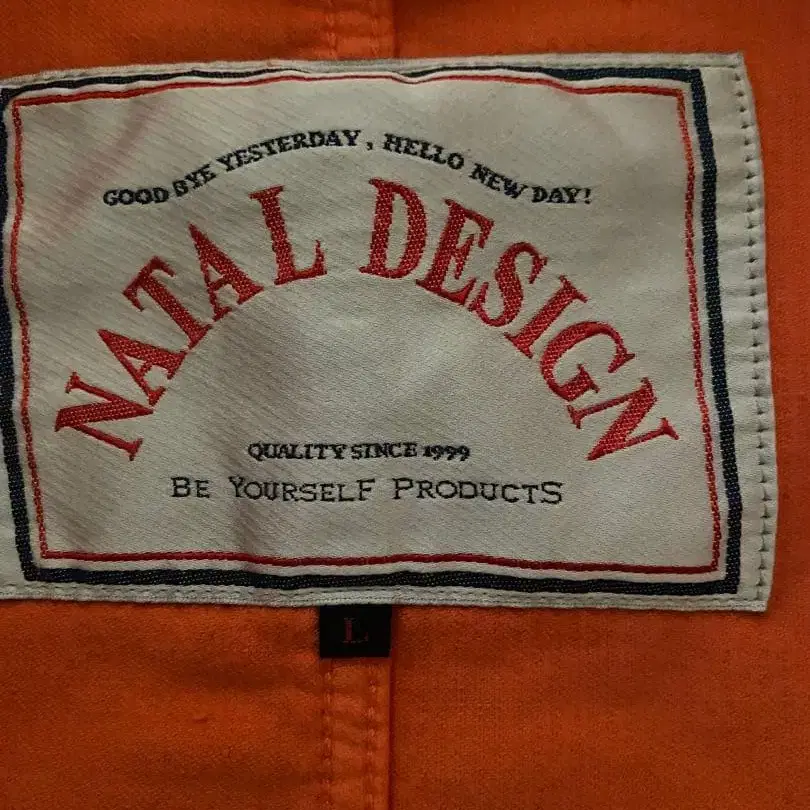 GOOD BYE YESTERDAY, HELLO NEW DAY!
NATAL DESIGN
QUALITY SINCE 1999
BE YOURSELF PRODUCTS
L